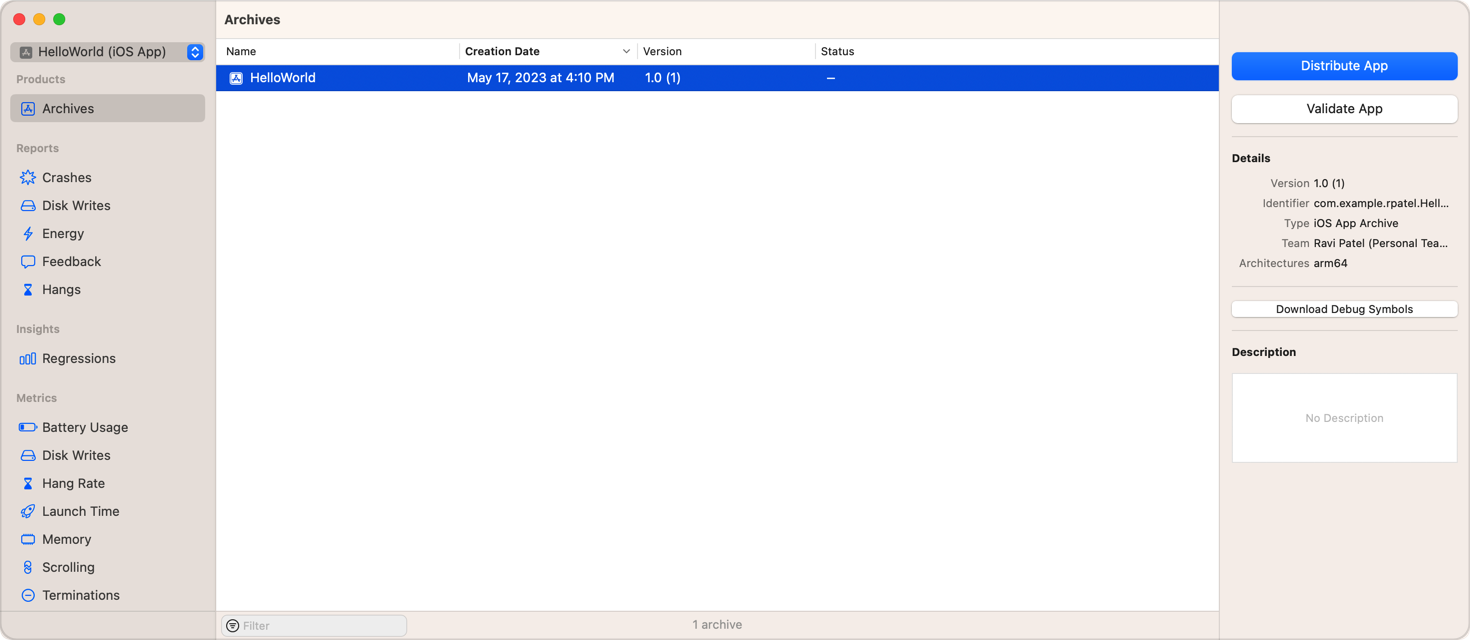 HelloWorld (iOS App)
Products
Archives
Reports
Crashes
Disk Writes
Energy
Feedback
Hangs
Insights
Regressions
Metrics
Battery Usage
Disk Writes
Hang Rate
Launch Time
Memory
Scrolling
Terminations
Archives
Name Creation Date Version Status
HelloWorld May 17, 2023 at 4:10 PM 1.0 (1) –
Filter
1 archive
Distribute App
Validate App
Details
Version 1.0 (1)
Identifier com.example.rpatel.Hell...
Type iOS App Archive
Team Ravi Patel (Personal Tea...
Architectures arm64
Download Debug Symbols
Description
No Description